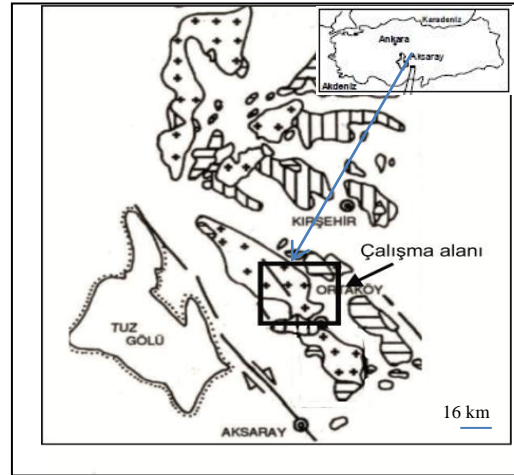 Karadeniz
Ankara
Aksaray
Akdeniz
KIRŞEHİR
Çalışma alanı
ORTAKÖY
TUZ
GÖLÜ
16 km
AKSARAY